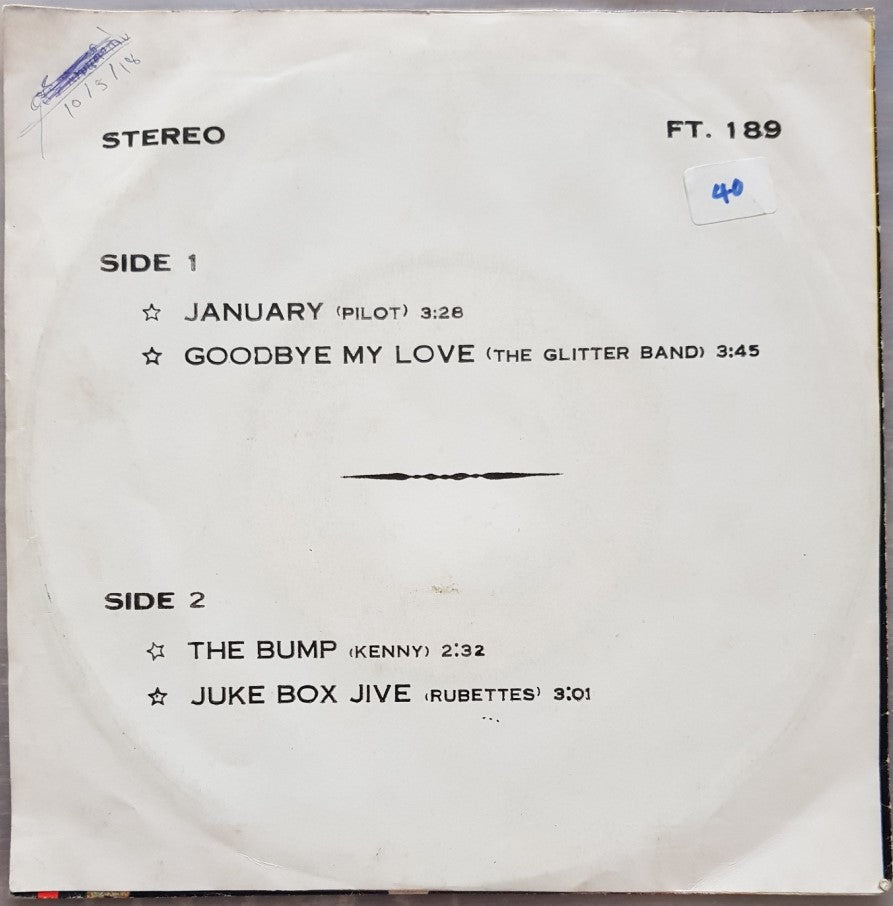 10/3/18
STEREO
FT. 189
40
SIDE 1
☆ JANUARY (PILOT) 3:28
☆ GOODBYE MY LOVE (THE GLITTER BAND) 3:45
SIDE 2
☆ THE BUMP (KENNY) 2:32
☆ JUKE BOX JIVE (RUBETTES) 3:01